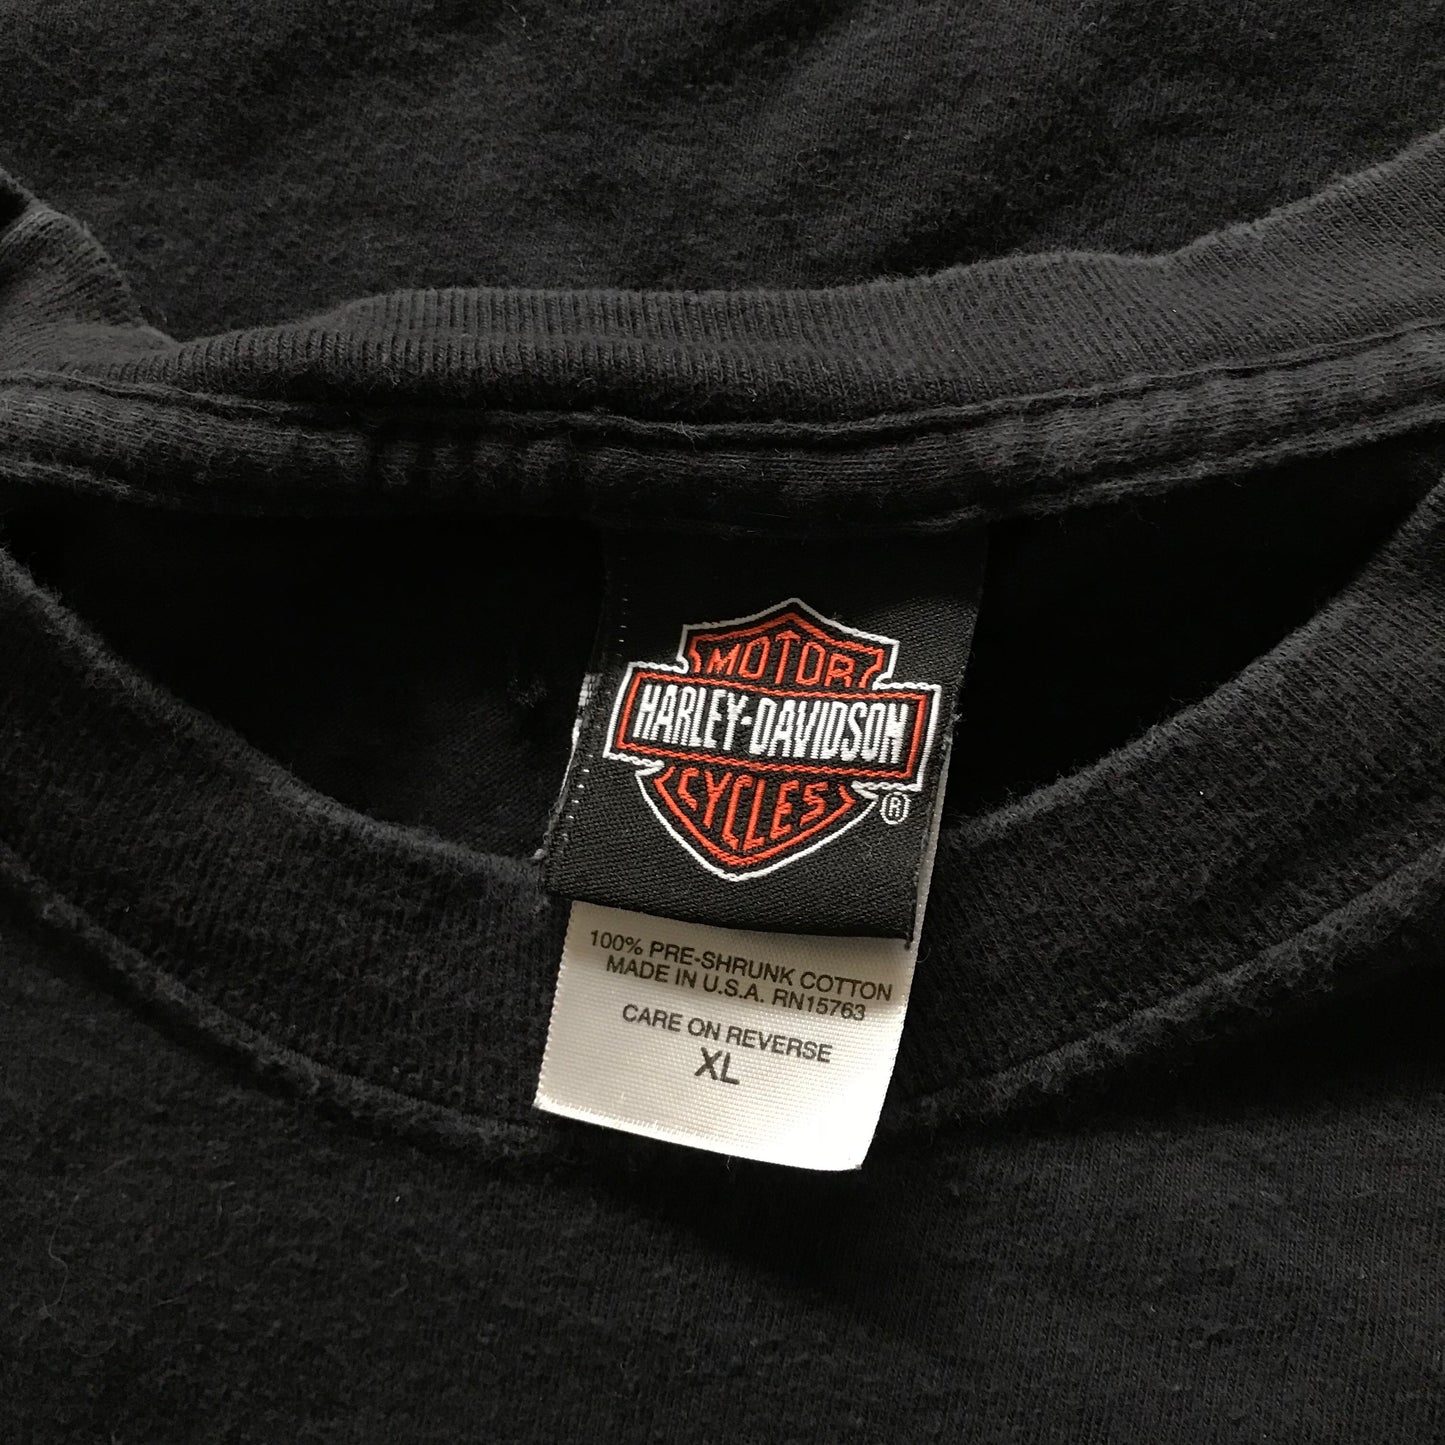 MOTOR
HARLEY-DAVIDSON
CYCLES
®
100% PRE-SHRUNK COTTON
MADE IN U.S.A. RN15763
CARE ON REVERSE
XL